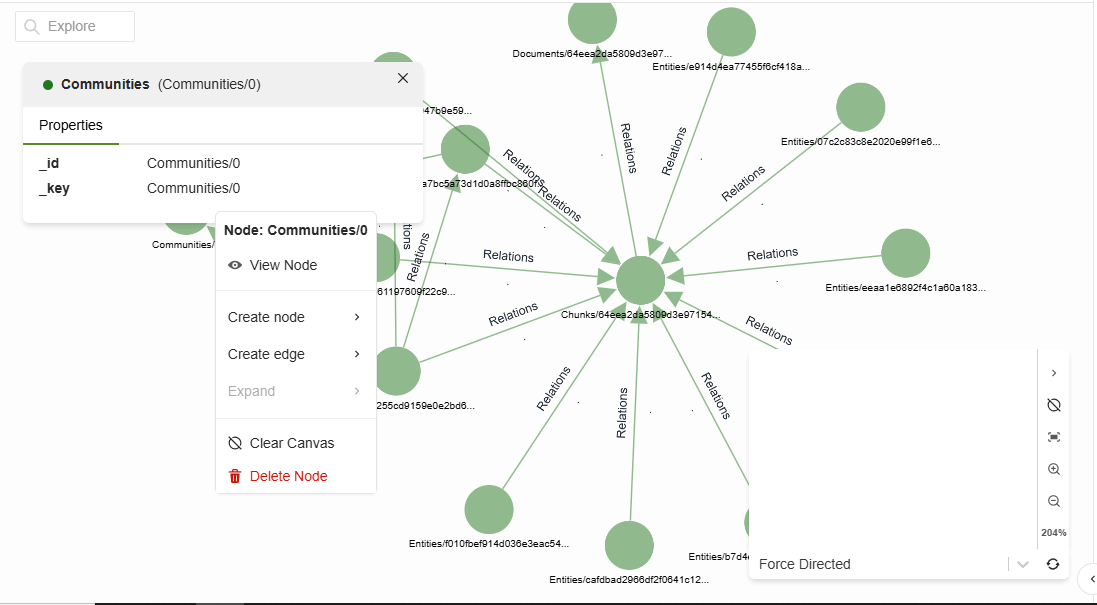 Explore
Communities (Communities/0)
Properties
_id Communities/0
_key Communities/0
Node: Communities/0
View Node
Create node
Create edge
Expand
Clear Canvas
Delete Node
Documents/64eea2da5809d3e97...
Entities/e914d4ea77455f6cf418a...
47b9e59...
Entities/07c2c83c8e2020e99f1e6...
a7bc5a73d1d0a8ffbc860f...
Relations
Relations
Relations
Relations
Relations
Communities/
tions
Relations
Relations
Relations
61197609f22c9...
Entities/eeaa1e6892f4c1a60a183...
Relations
Chunks/64eea2da5809d3e97154...
Relations
255cd9159e0e2bd6...
Relations
Relations
Relations
Entities/f010fbef914d036e3eac54...
Entities/b7d4
Entities/cafdbad2966df2f0641c12...
204%
Force Directed